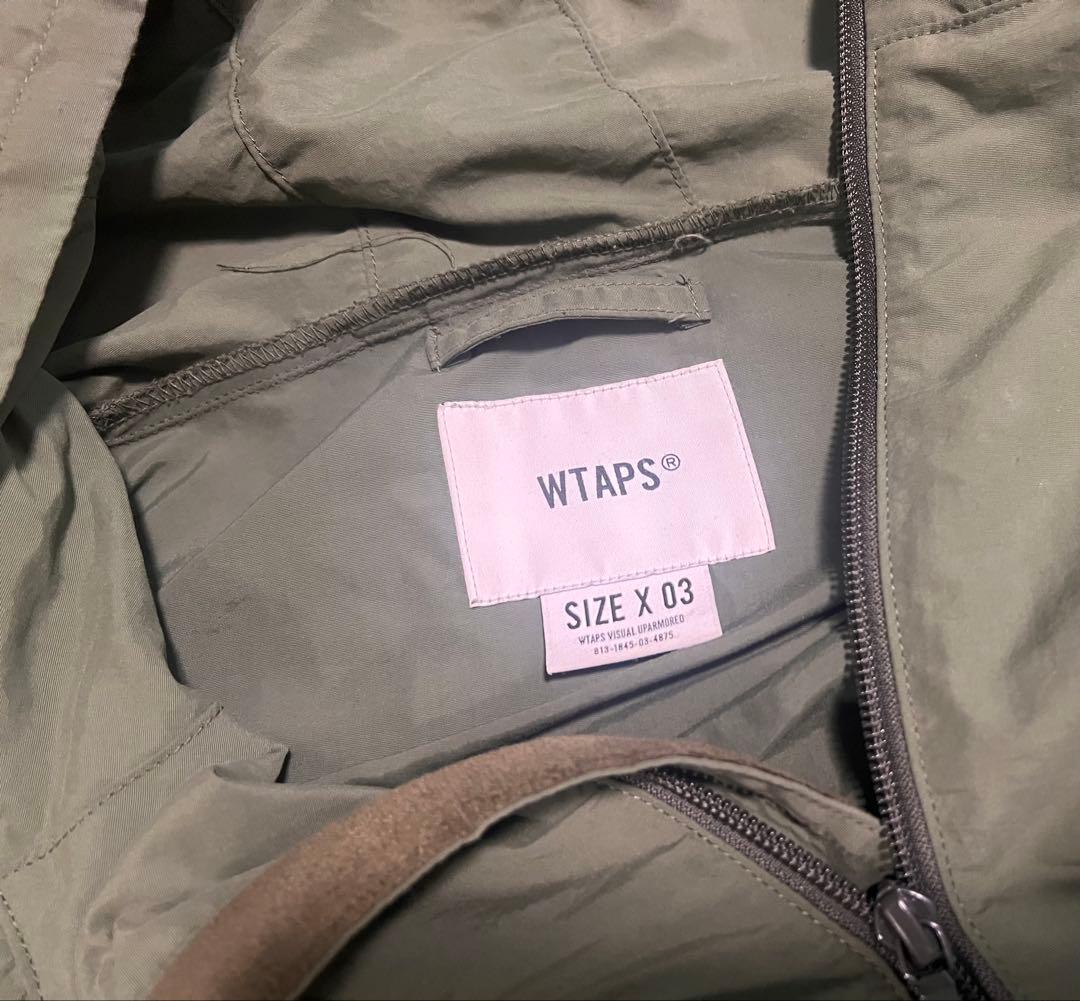 WTAPS®
SIZE X 03
WTAPS VISUAL UPARMORED
813-1845-03-4875